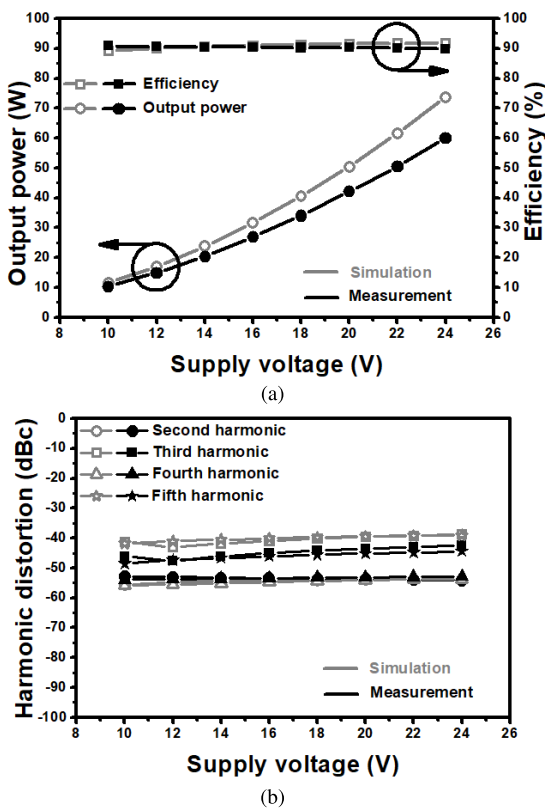 100
90
80
70
60
50
40
30
20
10
0
Output power (W)
100
90
80
70
60
50
40
30
20
10
0
Efficiency (%)
Efficiency
Output power
Simulation
Measurement
8 10 12 14 16 18 20 22 24 26
Supply voltage (V)
(a)
0
-10
-20
-30
-40
-50
-60
-70
-80
-90
-100
Harmonic distortion (dBc)
Second harmonic
Third harmonic
Fourth harmonic
Fifth harmonic
Simulation
Measurement
8 10 12 14 16 18 20 22 24 26
Supply voltage (V)
(b)